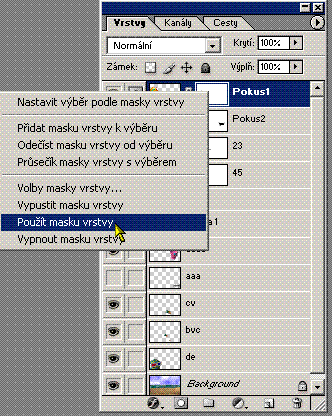 Vrstvy Kanály Cesty
Normální Krytí: 100%
Zámek: Výplň: 100%
Pokus1
Pokus2
23
45
1
aaa
cv
bvc
de
Background
Nastavit výběr podle masky vrstvy
Přidat masku vrstvy k výběru
Odečíst masku vrstvy od výběru
Průsečík masky vrstvy s výběrem
Volby masky vrstvy...
Vypustit masku vrstvy
Použít masku vrstvy
Vypnout masku vrstvy